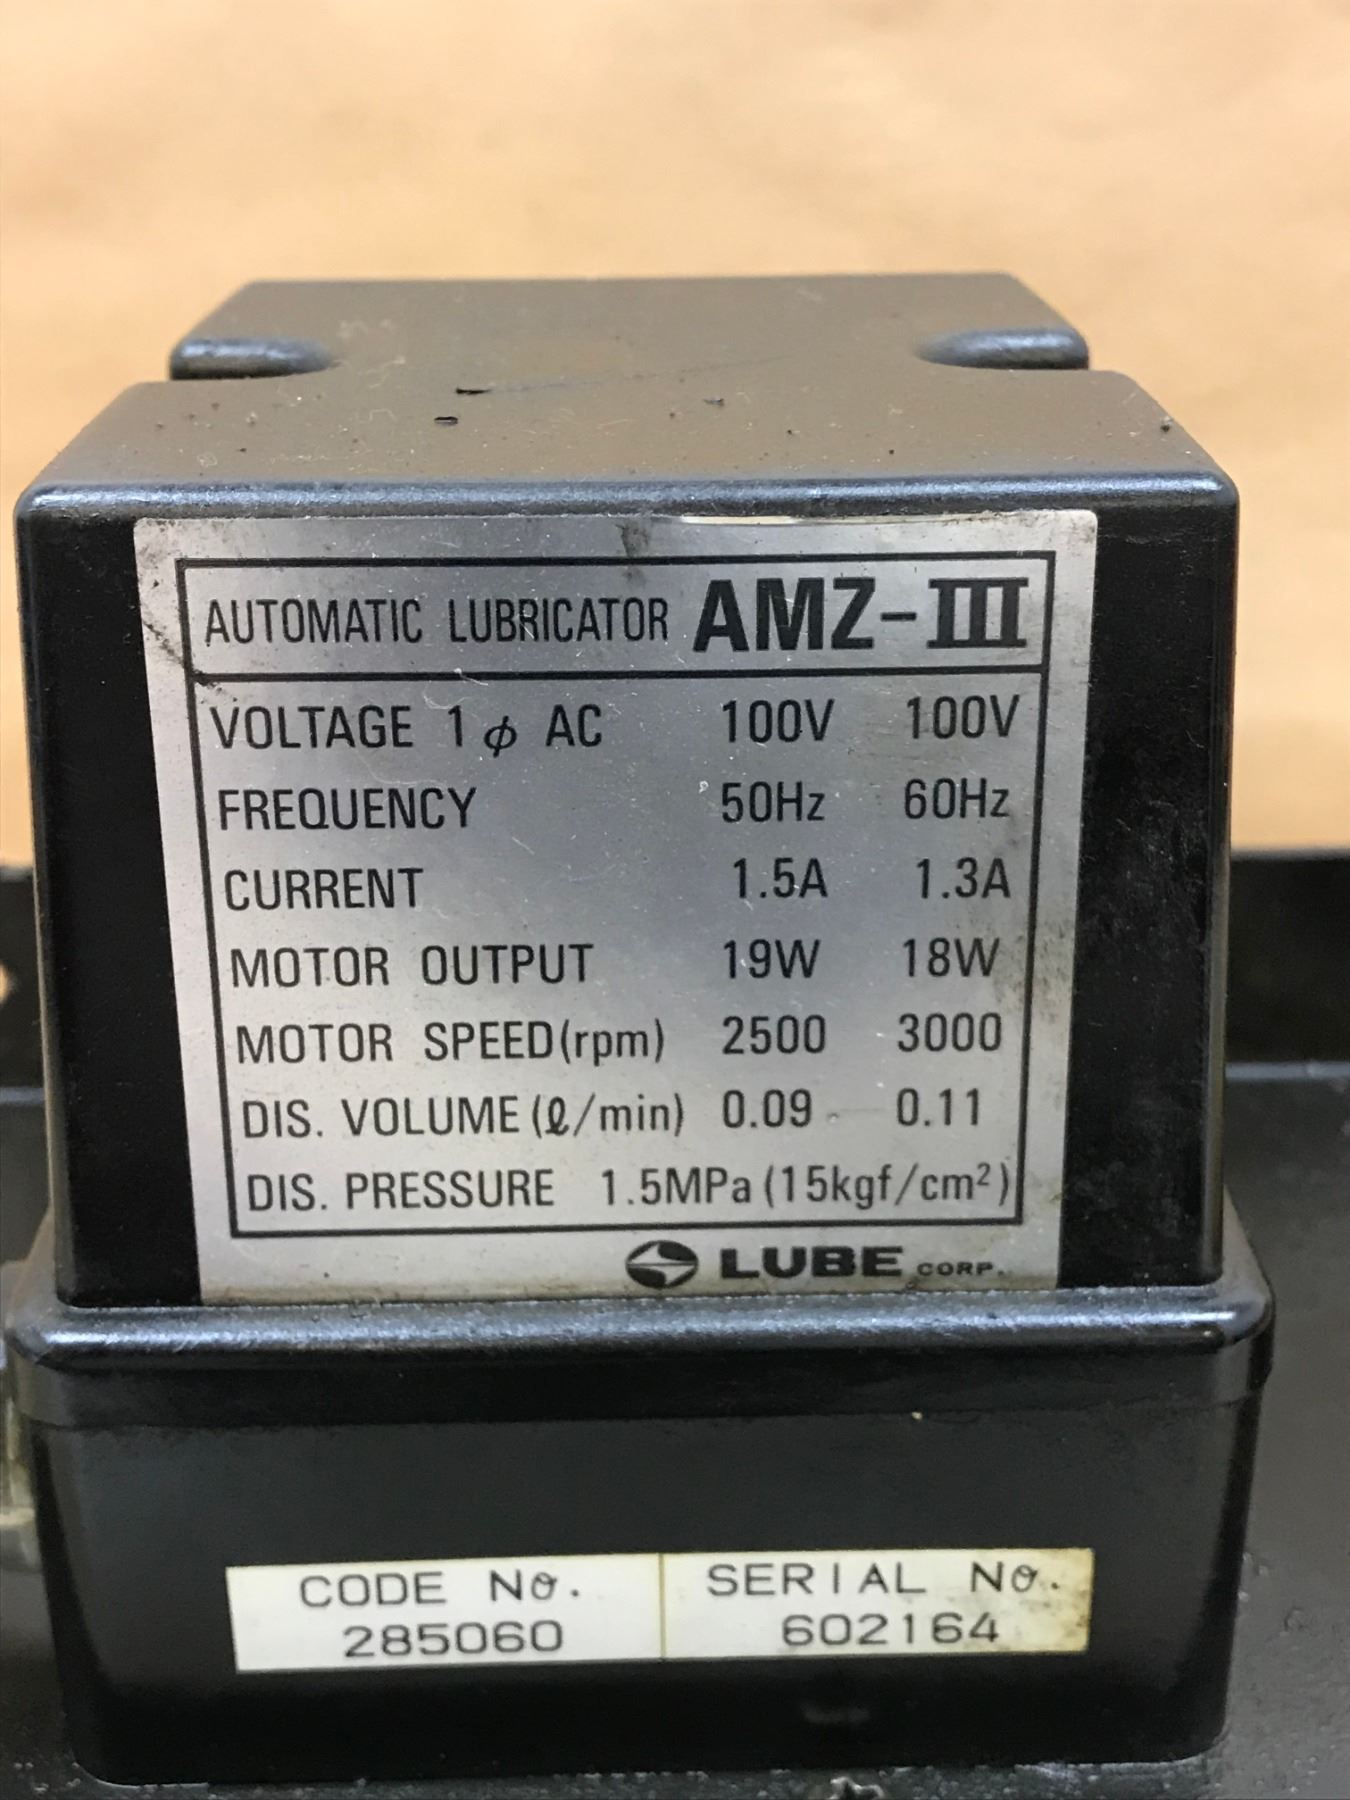 AUTOMATIC LUBRICATOR AMZ-III
VOLTAGE 1 ϕ AC 100V 100V
FREQUENCY 50Hz 60Hz
CURRENT 1.5A 1.3A
MOTOR OUTPUT 19W 18W
MOTOR SPEED(rpm) 2500 3000
DIS. VOLUME(ℓ/min) 0.09 0.11
DIS. PRESSURE 1.5MPa(15kgf/cm²)
LUBE CORP.
CODE No. SERIAL No.
285060 602164